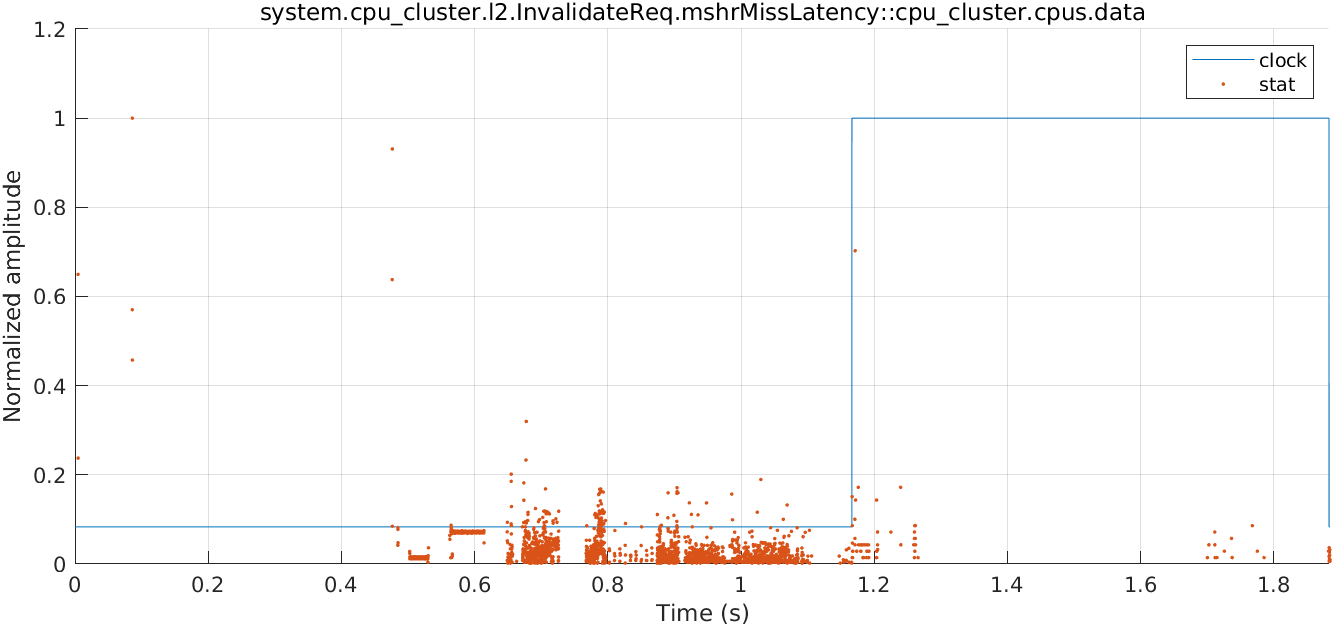 system.cpu_cluster.l2.InvalidateReq.mshrMissLatency::cpu_cluster.cpus.data
1.2
1
0.8
0.6
0.4
0.2
0
Normalized amplitude
clock
stat
0 0.2 0.4 0.6 0.8 1 1.2 1.4 1.6 1.8
Time (s)